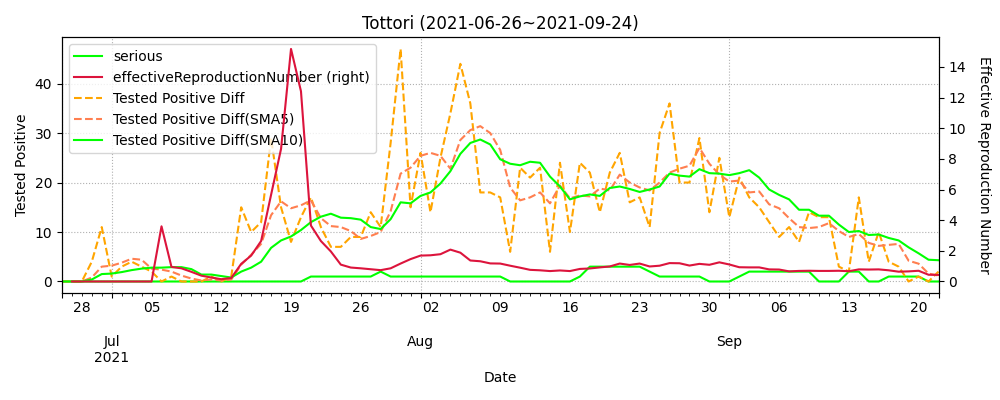 Tottori (2021-06-26~2021-09-24)
serious
effectiveReproductionNumber (right)
Tested Positive Diff
Tested Positive Diff(SMA5)
Tested Positive Diff(SMA10)
Tested Positive
40
30
20
10
0
14
12
10
8
6
4
2
0
Effective Reproduction Number
28 05 12 19 26 02 09 16 23 30 06 13 20
Jul Aug Sep
2021
Date